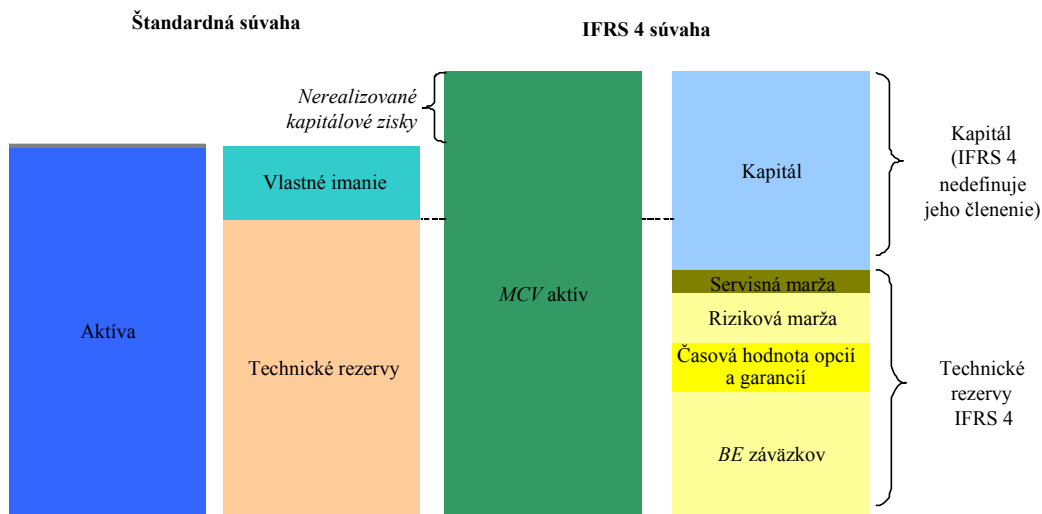 Štandardná súvaha
IFRS 4 súvaha
Nerealizované
kapitálové zisky
Aktíva
Vlastné imanie
Technické rezervy
MCV aktív
Kapitál
Servisná marža
Riziková marža
Časová hodnota opcií
a garancií
BE záväzkov
Kapitál
(IFRS 4
nedefinuje
jeho členenie)
Technické
rezervy
IFRS 4